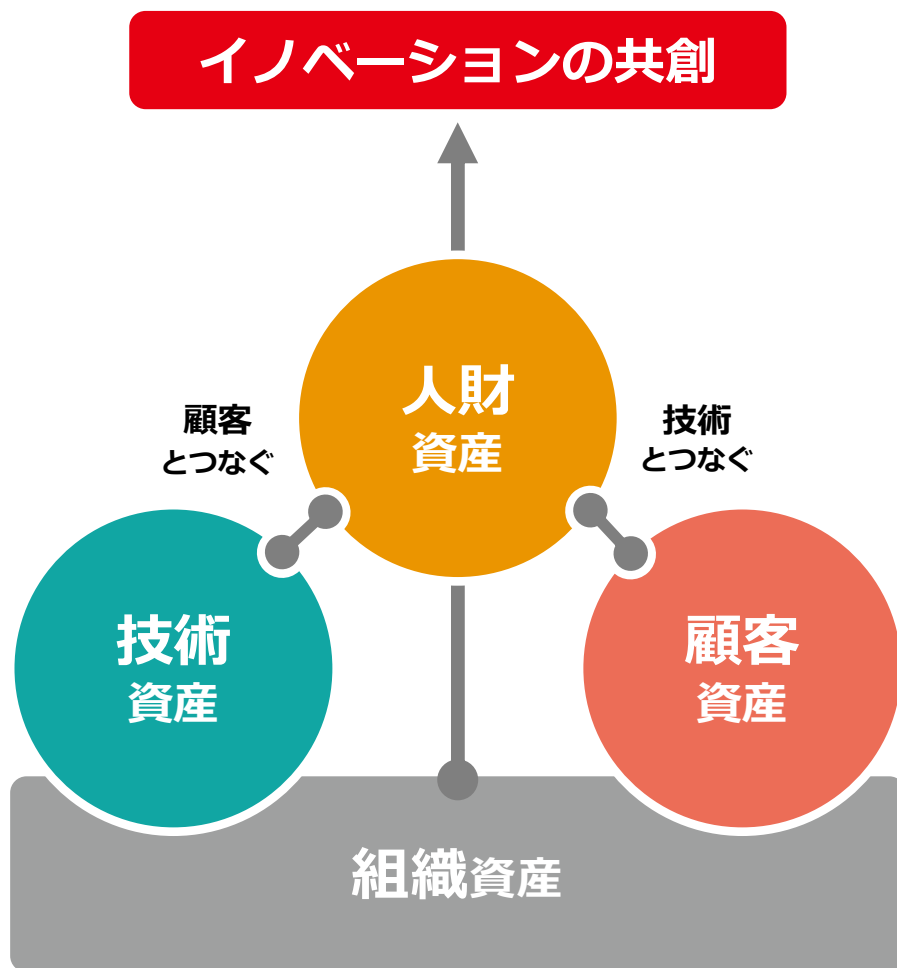 イノベーションの共創
人財
資産
顧客
とつなぐ
技術
とつなぐ
技術
資産
顧客
資産
組織資産